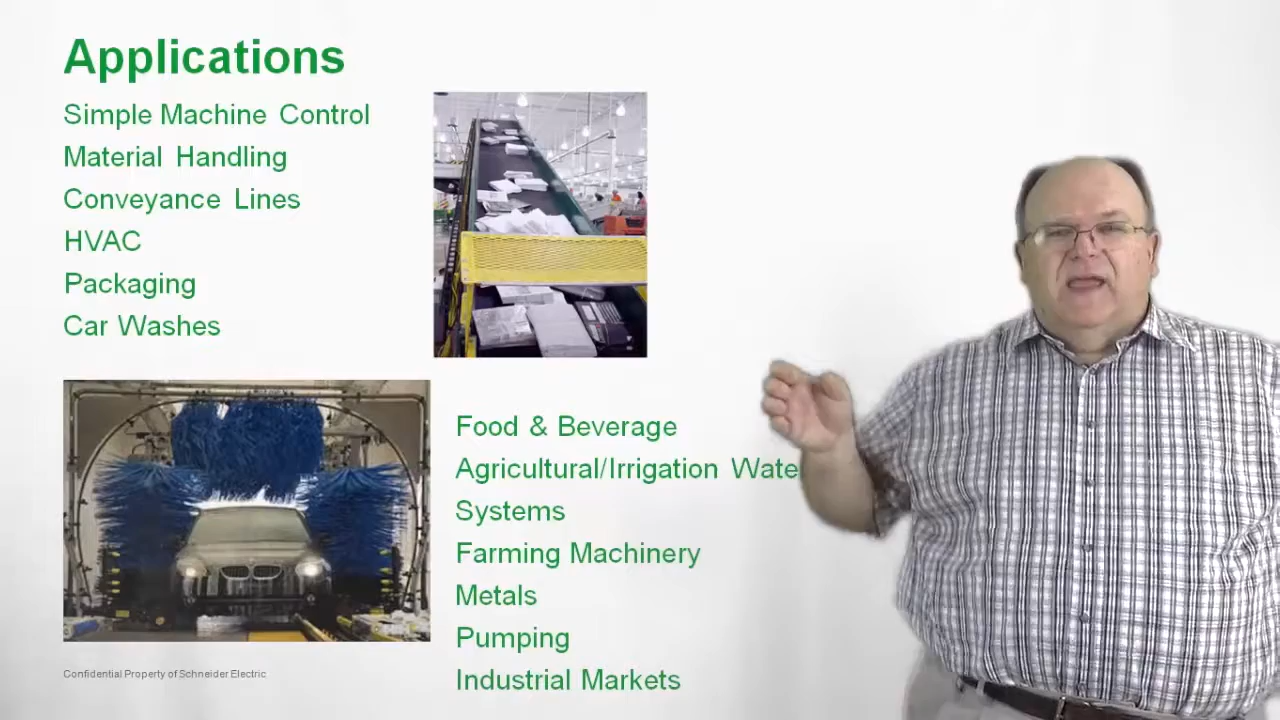 Applications
Simple Machine Control
Material Handling
Conveyance Lines
HVAC
Packaging
Car Washes
Food & Beverage
Agricultural/Irrigation Wate
Systems
Farming Machinery
Metals
Pumping
Industrial Markets
Confidential Property of Schneider Electric